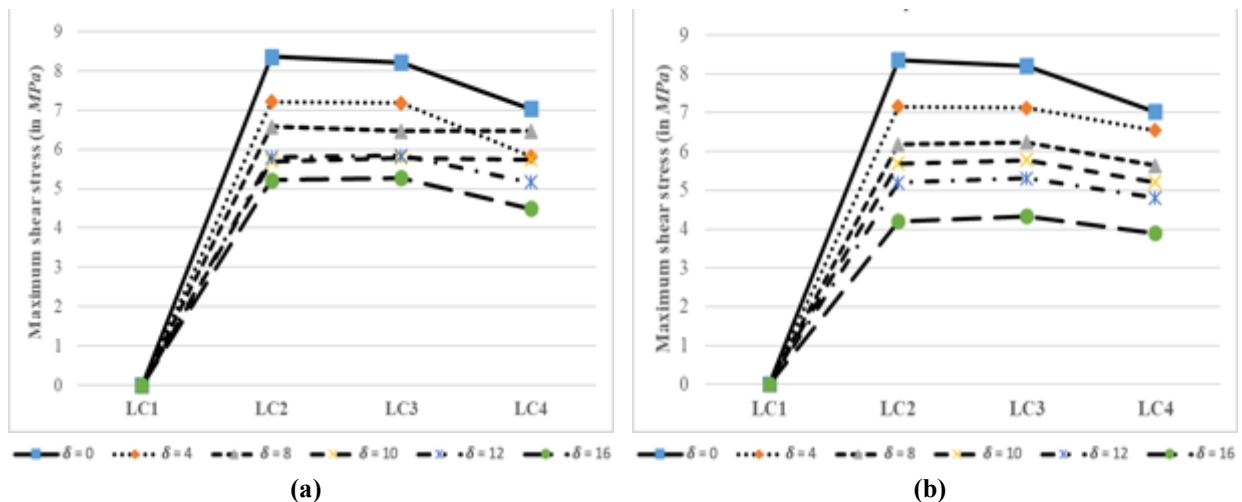 Maximum shear stress (in MPa)
9
8
7
6
5
4
3
2
1
0
LC1 LC2 LC3 LC4
δ = 0 δ = 4 δ = 8 δ = 10 δ = 12 δ = 16
(a)
Maximum shear stress (in MPa)
9
8
7
6
5
4
3
2
1
0
LC1 LC2 LC3 LC4
δ = 0 δ = 4 δ = 8 δ = 10 δ = 12 δ = 16
(b)